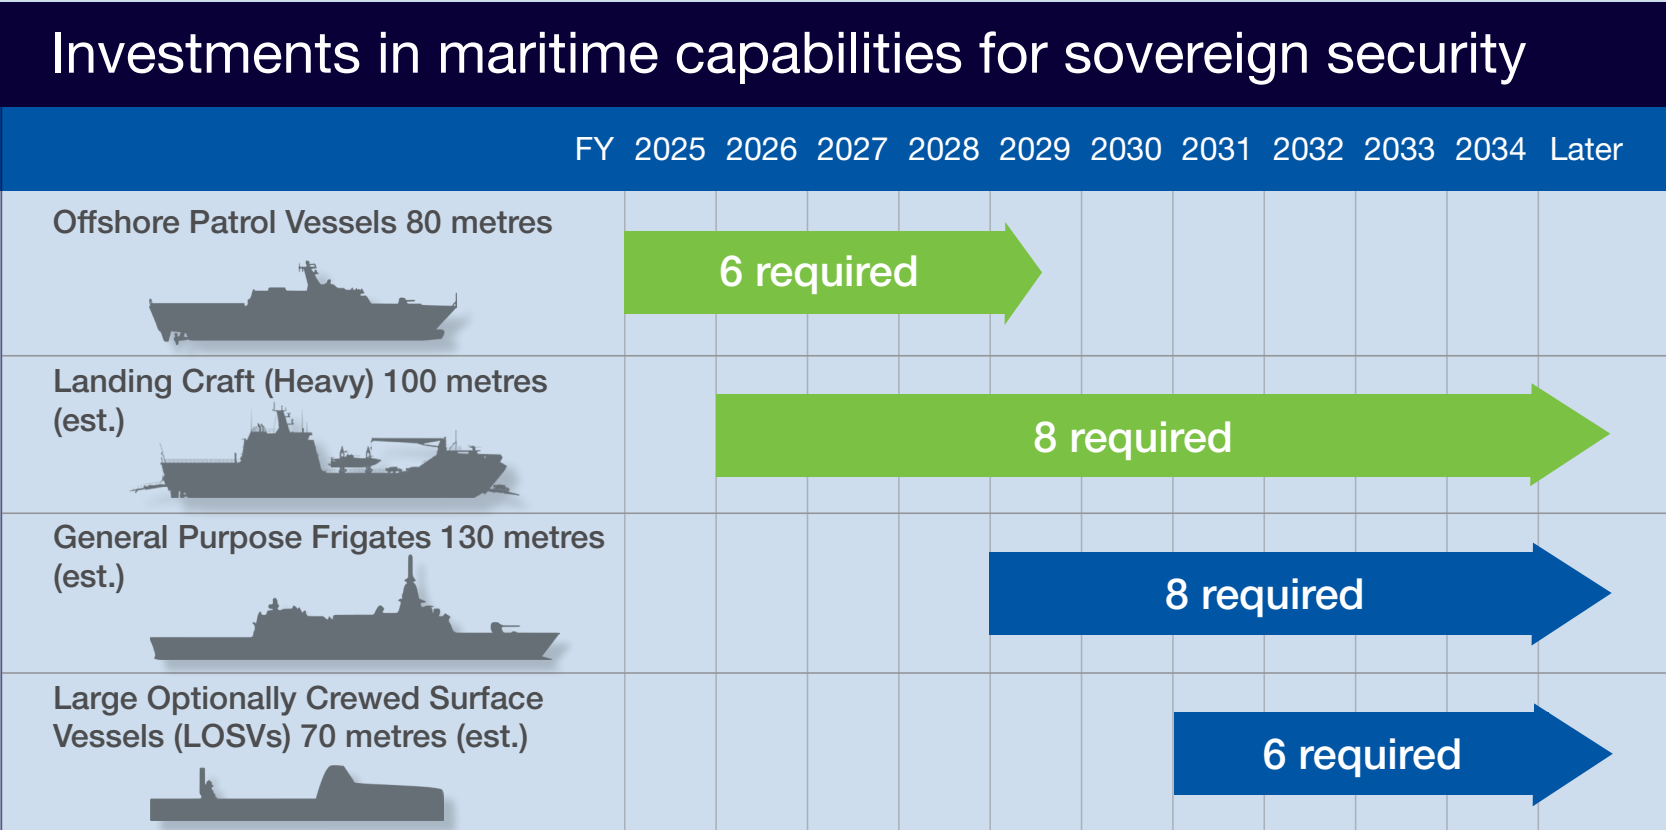 Investments in maritime capabilities for sovereign security
FY 2025 2026 2027 2028 2029 2030 2031 2032 2033 2034 Later
Offshore Patrol Vessels 80 metres
6 required
Landing Craft (Heavy) 100 metres
(est.)
8 required
General Purpose Frigates 130 metres
(est.)
8 required
Large Optionally Crewed Surface
Vessels (LOSVs) 70 metres (est.)
6 required